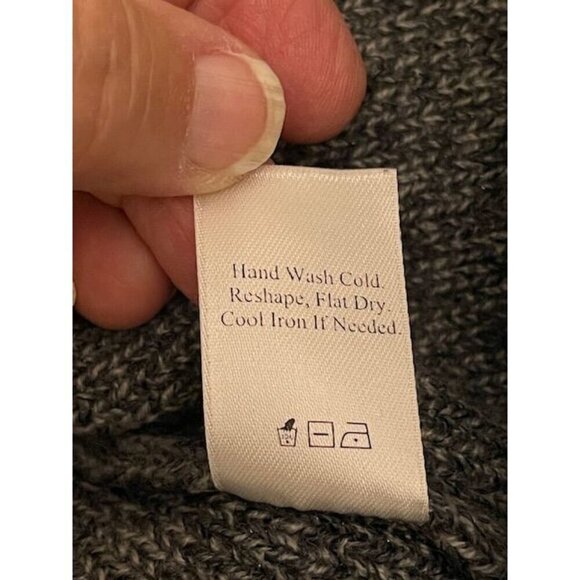 Hand Wash Cold.
Reshape, Flat Dry.
Cool Iron If Needed.